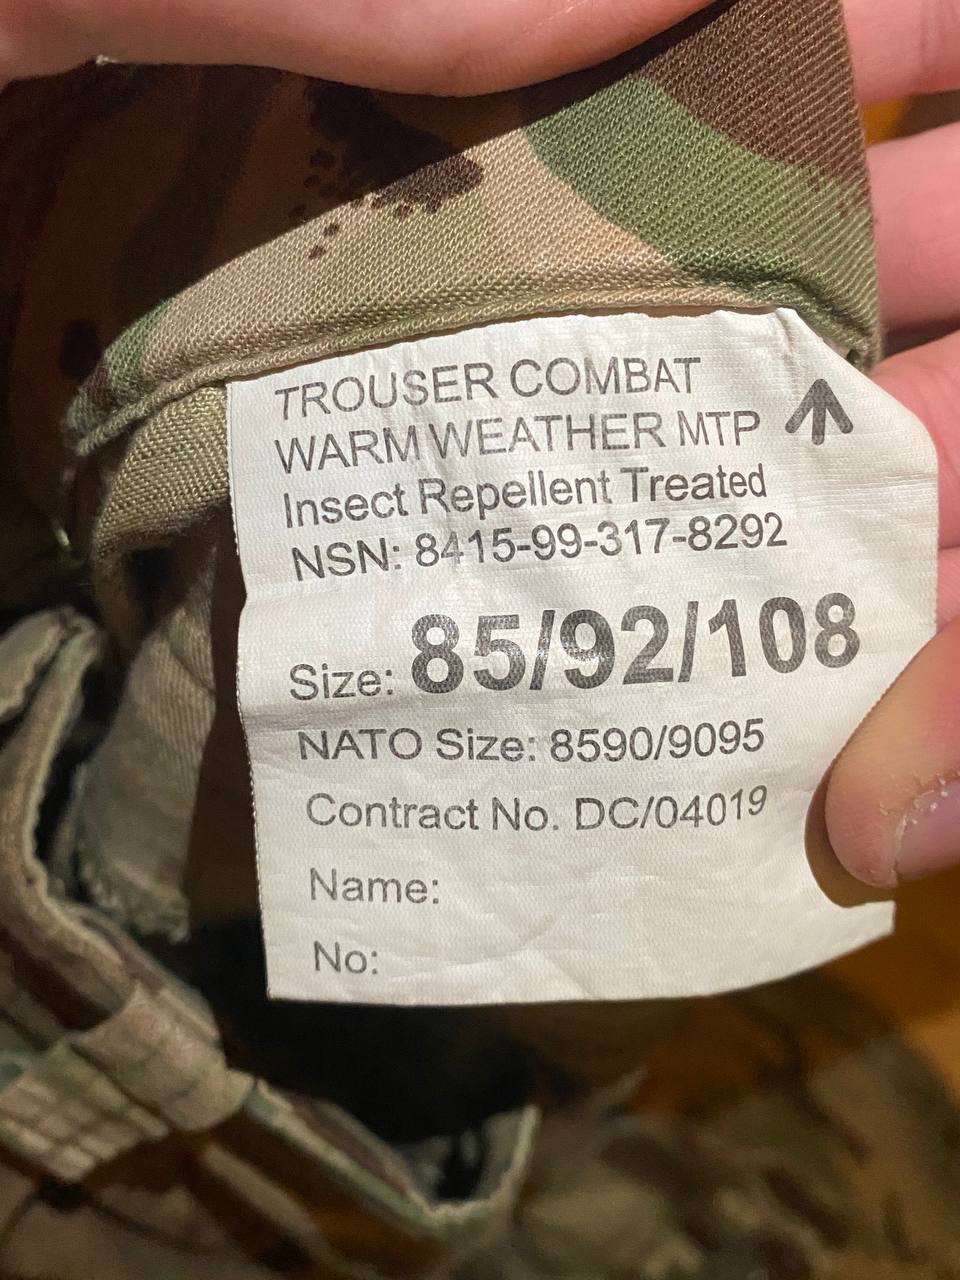 TROUSER COMBAT
WARM WEATHER MTP
Insect Repellent Treated
NSN: 8415-99-317-8292
Size: 85/92/108
NATO Size: 8590/9095
Contract No. DC/04019
Name:
No: